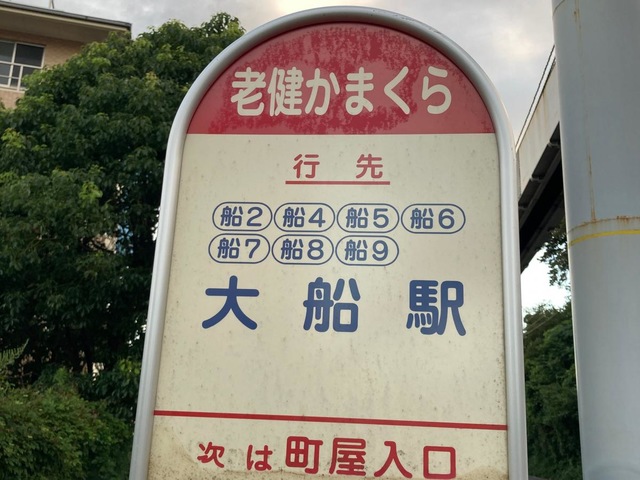 老健かまくら
行先
船2 船4 船5 船6
船7 船8 船9
大船駅
次は 町屋入口